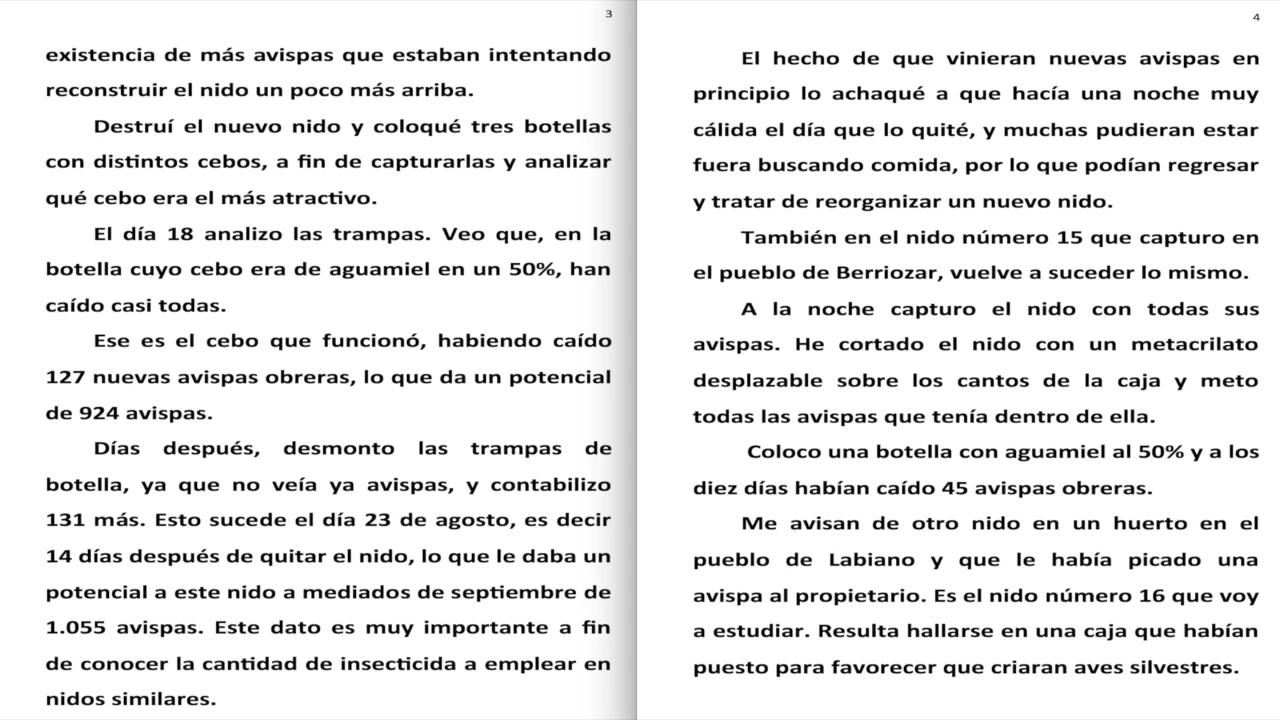 3
existencia de más avispas que estaban intentando
reconstruir el nido un poco más arriba.
Destruí el nuevo nido y coloqué tres botellas
con distintos cebos, a fin de capturarlas y analizar
qué cebo era el más atractivo.
El día 18 analizo las trampas. Veo que, en la
botella cuyo cebo era de aguamiel en un 50%, han
caído casi todas.
Ese es el cebo que funcionó, habiendo caído
127 nuevas avispas obreras, lo que da un potencial
de 924 avispas.
Días después, desmonto las trampas de
botella, ya que no veía ya avispas, y contabilizo
131 más. Esto sucede el día 23 de agosto, es decir
14 días después de quitar el nido, lo que le daba un
potencial a este nido a mediados de septiembre de
1.055 avispas. Este dato es muy importante a fin
de conocer la cantidad de insecticida a emplear en
nidos similares.
4
El hecho de que vinieran nuevas avispas en
principio lo achaqué a que hacía una noche muy
cálida el día que lo quité, y muchas pudieran estar
fuera buscando comida, por lo que podían regresar
y tratar de reorganizar un nuevo nido.
También en el nido número 15 que capturo en
el pueblo de Berriozar, vuelve a suceder lo mismo.
A la noche capturo el nido con todas sus
avispas. He cortado el nido con un metacrilato
desplazable sobre los cantos de la caja y meto
todas las avispas que tenía dentro de ella.
Coloco una botella con aguamiel al 50% y a los
diez días habían caído 45 avispas obreras.
Me avisan de otro nido en un huerto en el
pueblo de Labiano y que le había picado una
avispa al propietario. Es el nido número 16 que voy
a estudiar. Resulta hallarse en una caja que habían
puesto para favorecer que criaran aves silvestres.